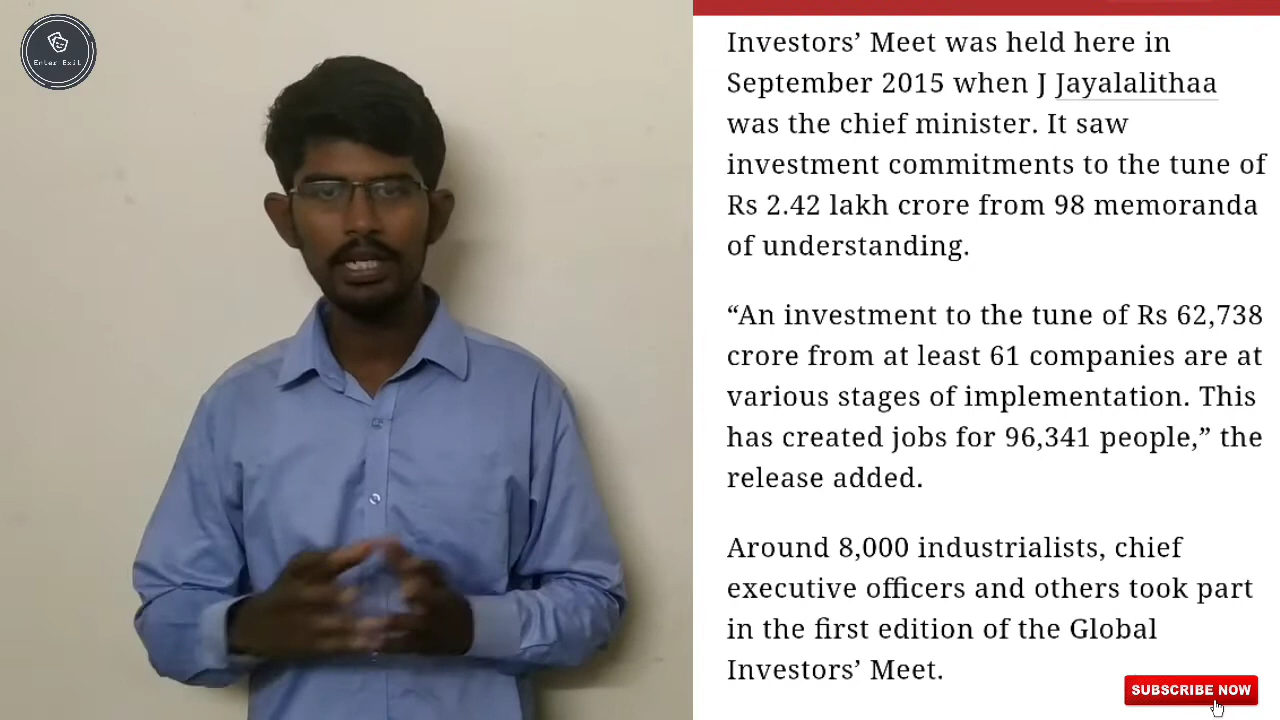 Enter Exit
Investors’ Meet was held here in
September 2015 when J Jayalalithaa
was the chief minister. It saw
investment commitments to the tune of
Rs 2.42 lakh crore from 98 memoranda
of understanding.
“An investment to the tune of Rs 62,738
crore from at least 61 companies are at
various stages of implementation. This
has created jobs for 96,341 people,” the
release added.
Around 8,000 industrialists, chief
executive officers and others took part
in the first edition of the Global
Investors’ Meet.
SUBSCRIBE NOW